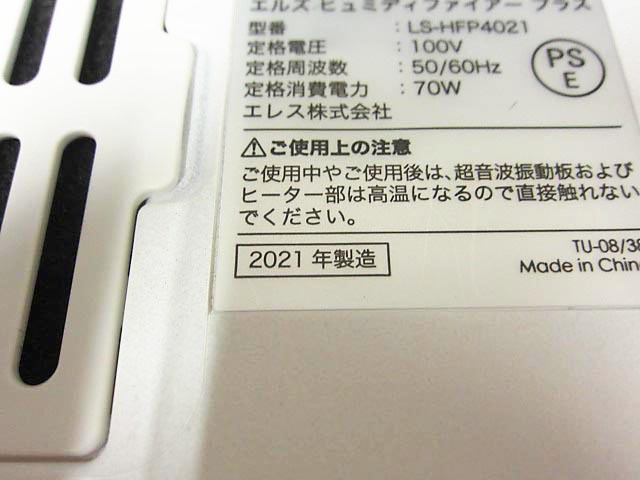 エルズ ヒュミディファイアー プラス
型番 : LS-HFP4021
定格電圧 : 100V
定格周波数 : 50/60Hz
定格消費電力 : 70W
エレス株式会社
PS
E
⚠ご使用上の注意
ご使用中やご使用後は、超音波振動板および
ヒーター部は高温になるので直接触れない
でください。
2021 年製造
TU-08/38
Made in China